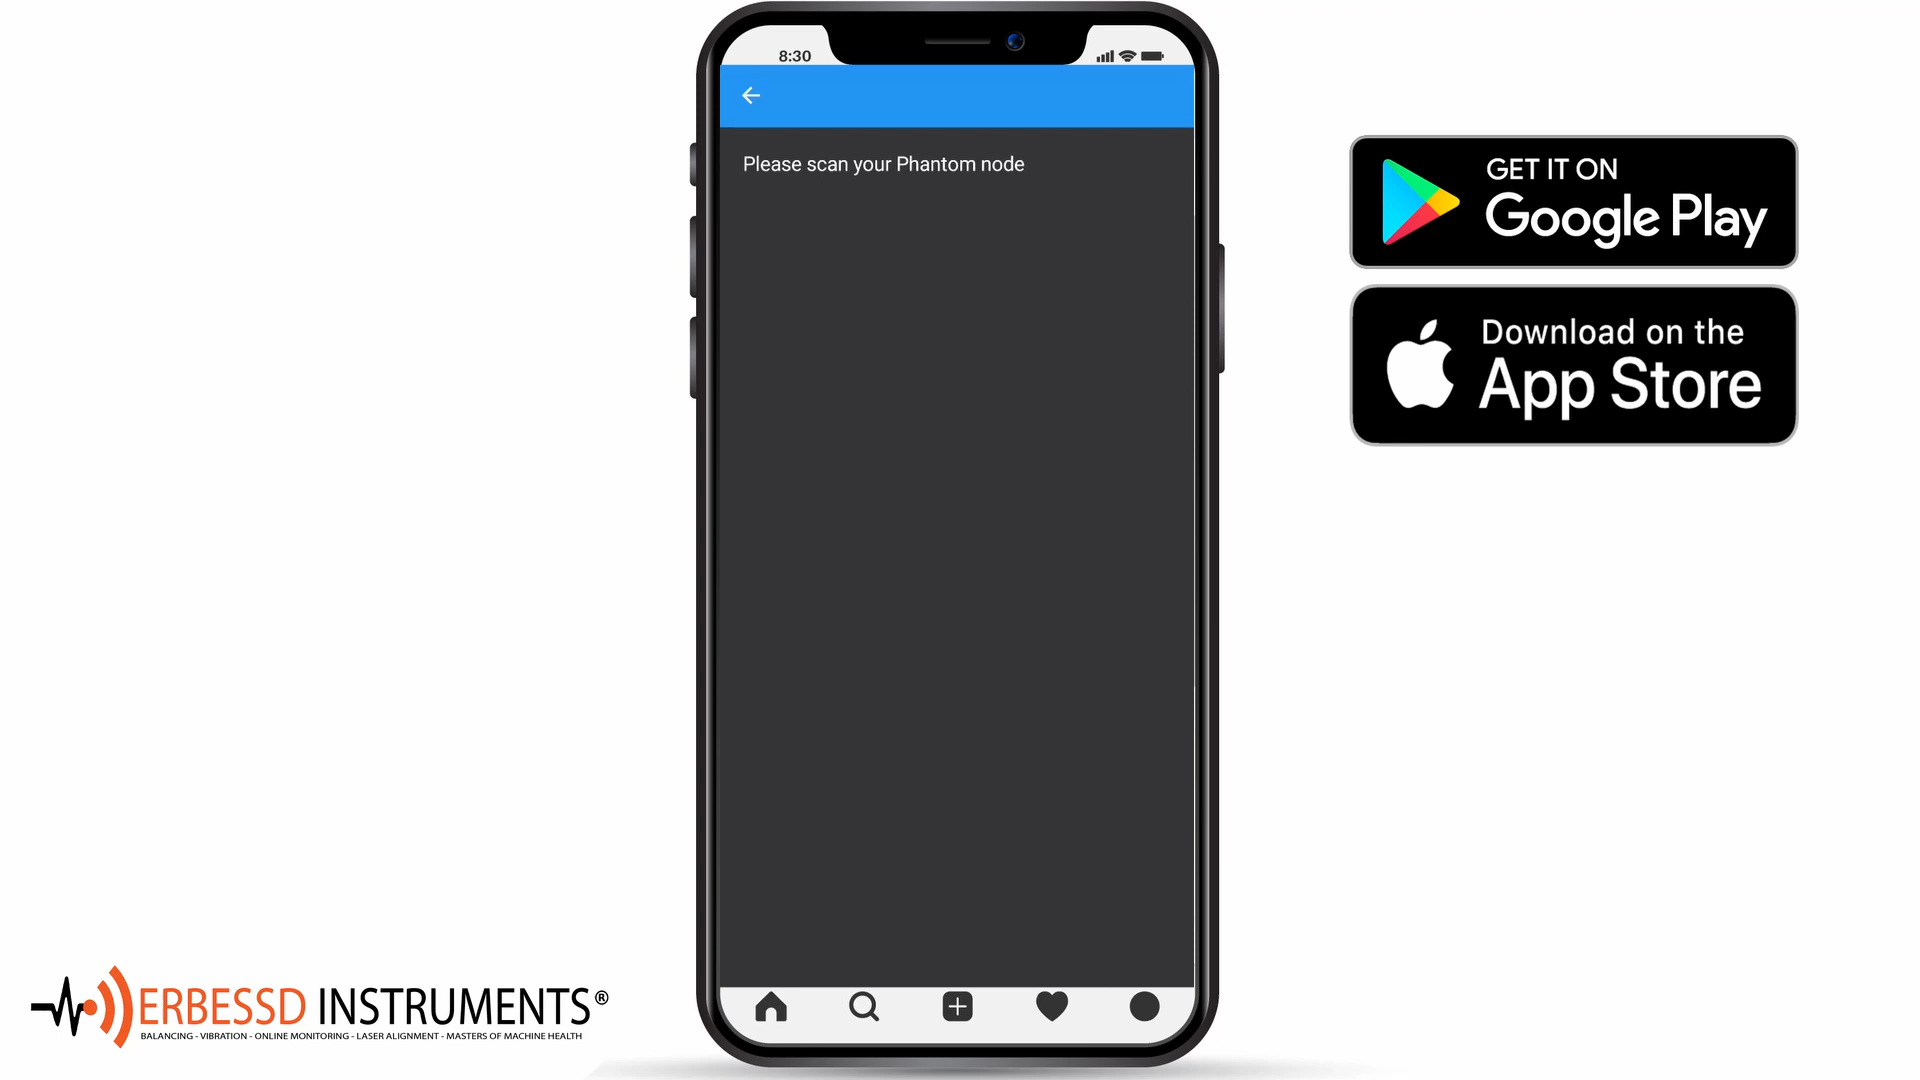 8:30
Please scan your Phantom node
GET IT ON
Google Play
Download on the
App Store
ERBESSD INSTRUMENTS®
BALANCING - VIBRATION - ONLINE MONITORING - LASER ALIGNMENT - MASTERS OF MACHINE HEALTH